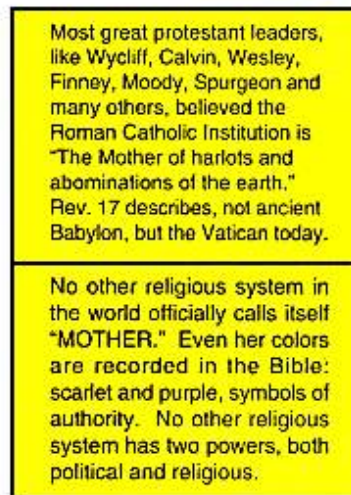 Most great protestant leaders,
like Wycliff, Calvin, Wesley,
Finney, Moody, Spurgeon and
many others, believed the
Roman Catholic Institution is
“The Mother of harlots and
abominations of the earth.”
Rev. 17 describes, not ancient
Babylon, but the Vatican today.
No other religious system in
the world officially calls itself
“MOTHER.” Even her colors
are recorded in the Bible:
scarlet and purple, symbols of
authority. No other religious
system has two powers, both
political and religious.